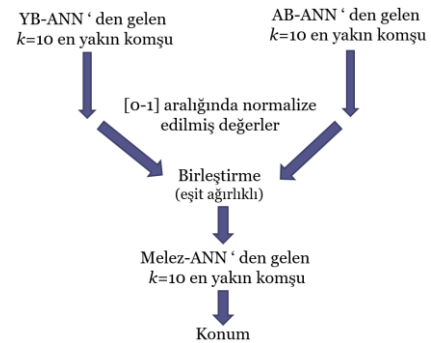 YB-ANN ‘ den gelen
k=10 en yakın komşu
AB-ANN ‘ den gelen
k=10 en yakın komşu
[0-1] aralığında normalize
edilmiş değerler
Birleştirme
(eşit ağırlıklı)
Melez-ANN ‘ den gelen
k=10 en yakın komşu
Konum